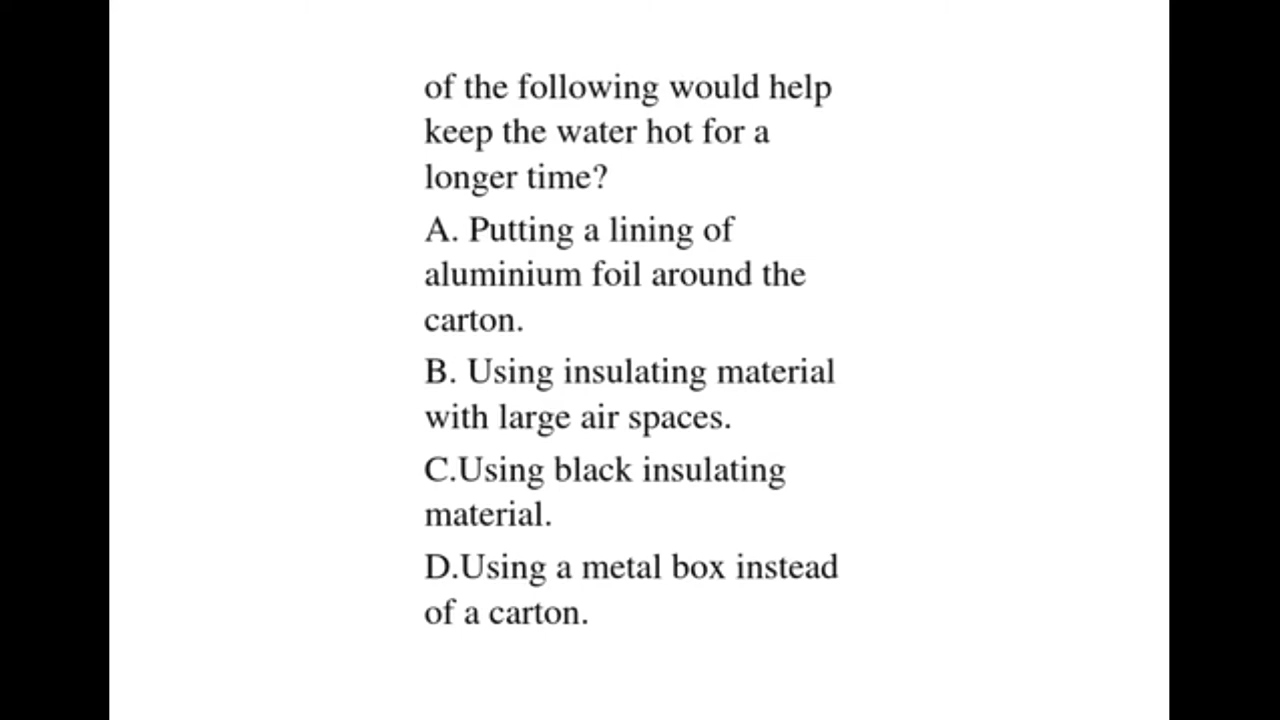 of the following would help
keep the water hot for a
longer time?
A. Putting a lining of
aluminium foil around the
carton.
B. Using insulating material
with large air spaces.
C.Using black insulating
material.
D.Using a metal box instead
of a carton.